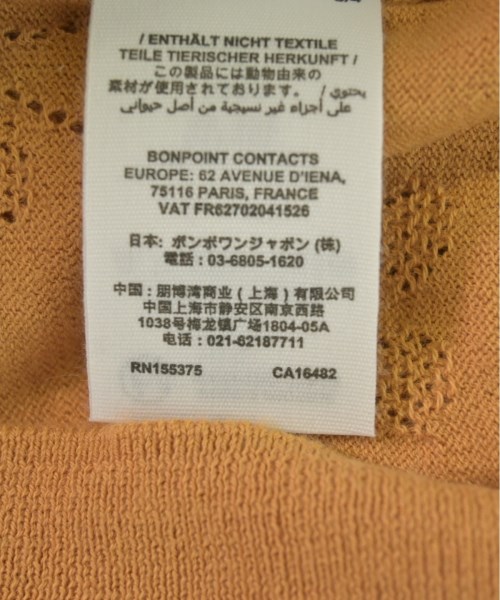 / ENTHÄLT NICHT TEXTILE
TEILE TIERISCHER HERKUNFT /
この製品には動物由来の
素材が使用されております。 / يحتوي
على أجزاء غير نسيجية من أصل حيواني
BONPOINT CONTACTS
EUROPE: 62 AVENUE D'IENA,
75116 PARIS, FRANCE
VAT FR62702041526
日本: ボンポワンジャポン (株)
電話 : 03-6805-1620
中国 : 朋博湾商业 ( 上海 ) 有限公司
中国上海市静安区南京西路
1038号梅龙镇广场1804-05A
电话 : 021-62187711
RN155375 CA16482